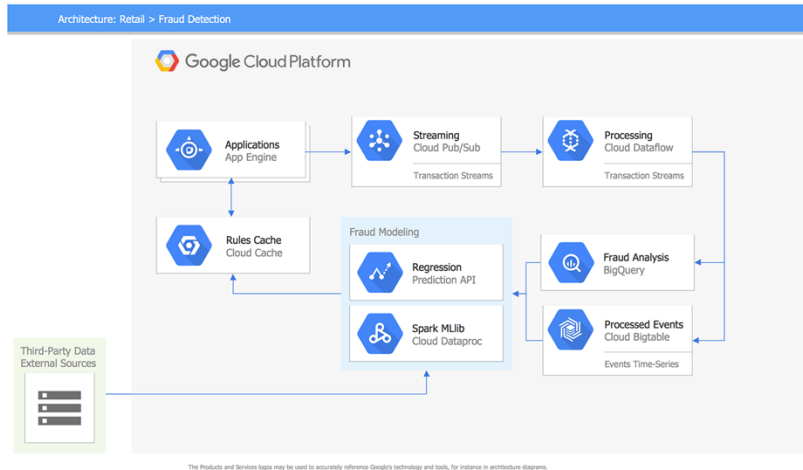 Architecture: Retail > Fraud Detection
Google Cloud Platform
Applications
App Engine
Streaming
Cloud Pub/Sub
Transaction Streams
Processing
Cloud Dataflow
Transaction Streams
Rules Cache
Cloud Cache
Fraud Modeling
Regression
Prediction API
Spark MLlib
Cloud Dataproc
Fraud Analysis
BigQuery
Processed Events
Cloud Bigtable
Events Time-Series
Third-Party Data
External Sources
The Products and Services logos may be used to accurately reference Google's technology and tools, for instance in architecture diagrams.